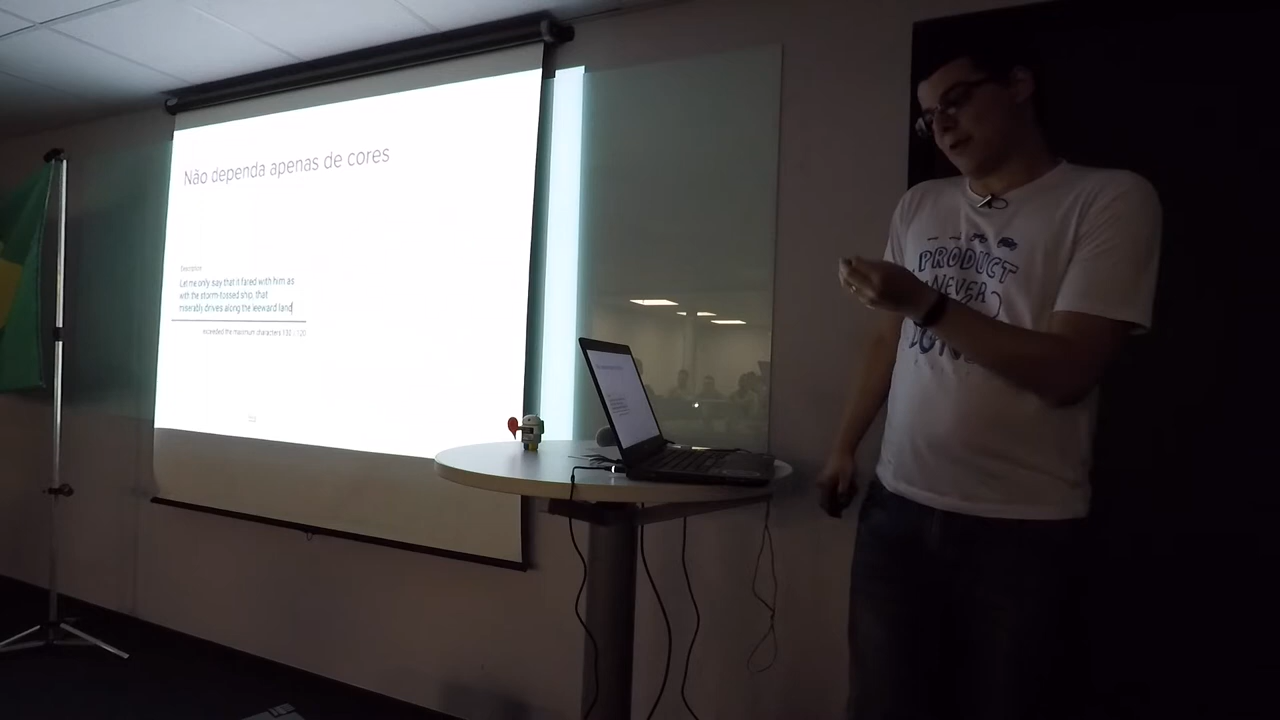 Não dependa apenas de cores
Description
Let me only say that it fared with him as
with the storm-tossed ship, that
miserably drives along the leeward land
exceeded the maximum characters 130 / 120
PRODUCT
NEVER